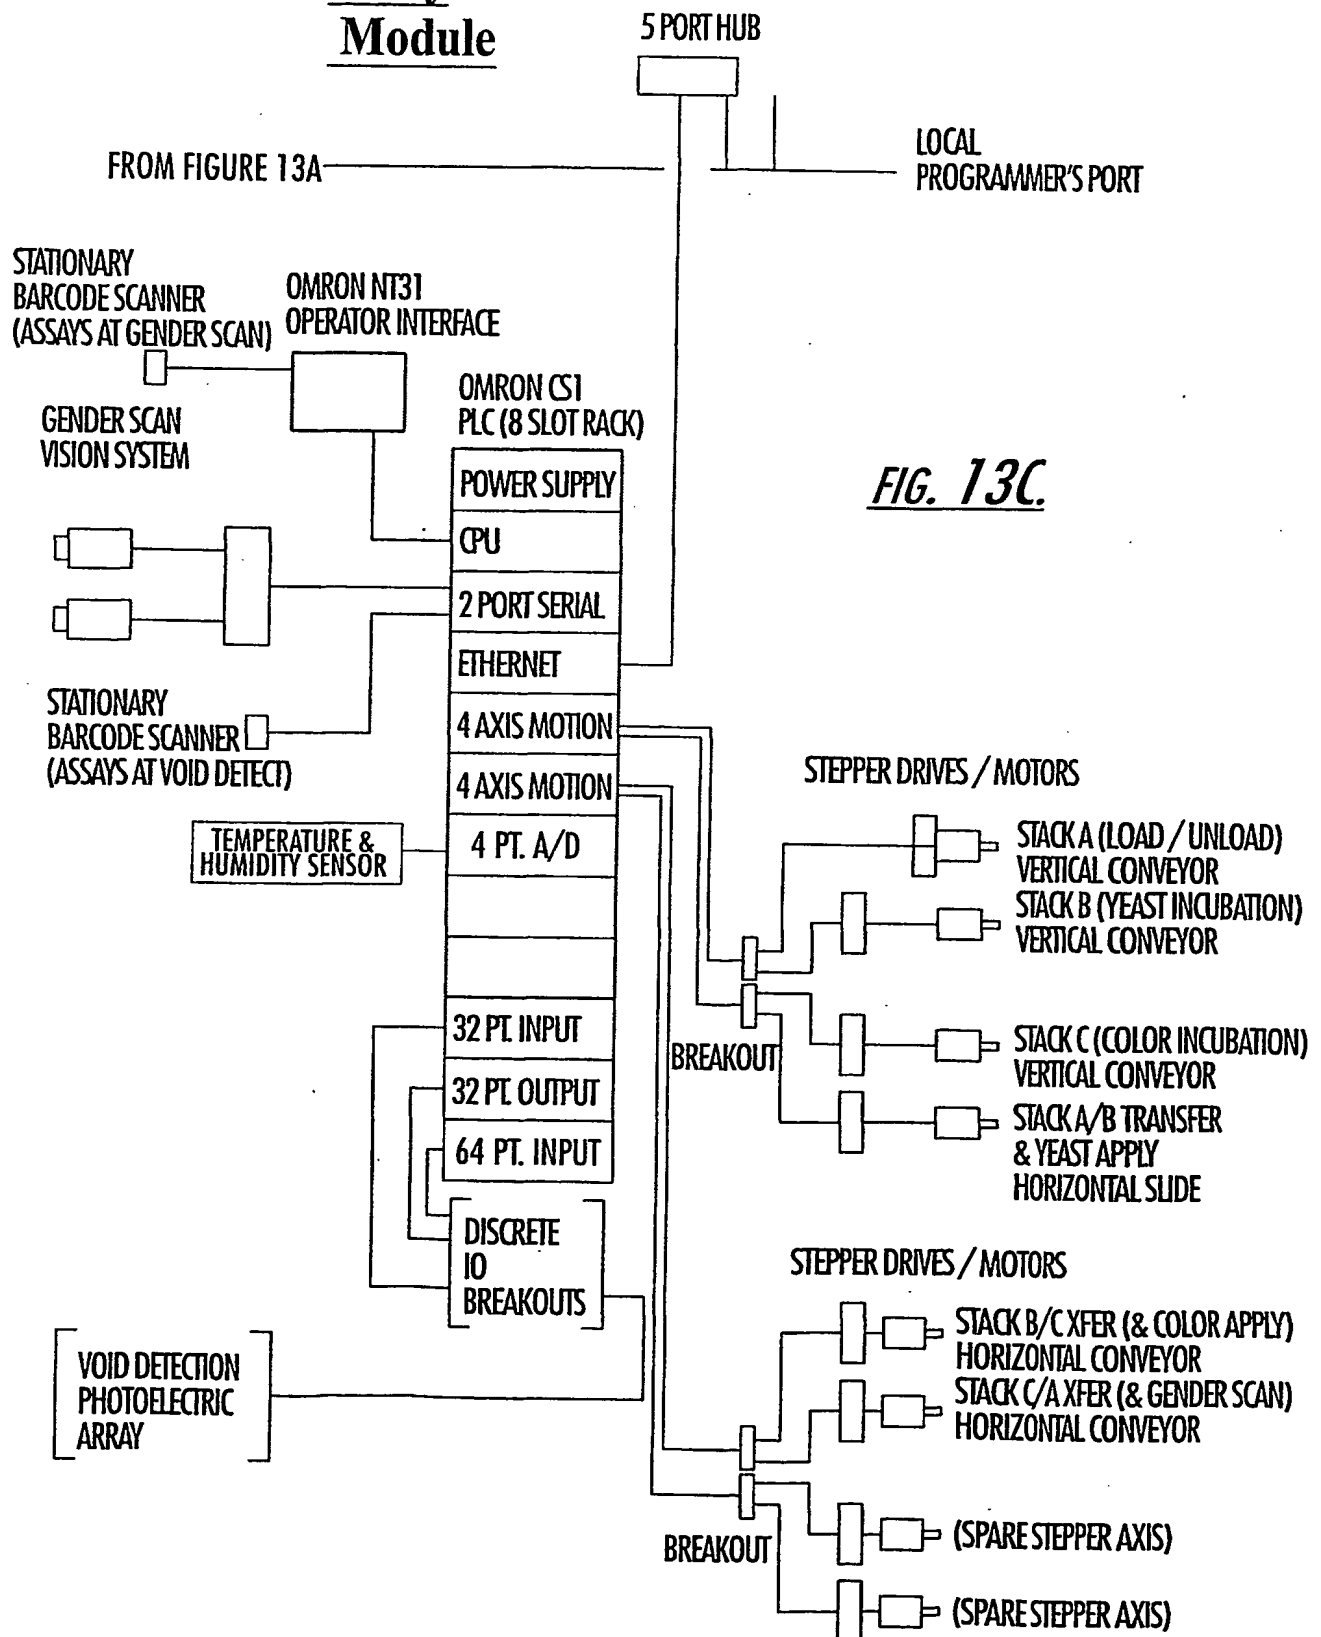 Module
5 PORT HUB
FROM FIGURE 13A
LOCAL
PROGRAMMER'S PORT
STATIONARY
BARCODE SCANNER
(ASSAYS AT GENDER SCAN)
OMRON NT31
OPERATOR INTERFACE
GENDER SCAN
VISION SYSTEM
OMRON CS1
PLC (8 SLOT RACK)
FIG. 13C.
POWER SUPPLY
CPU
2 PORT SERIAL
ETHERNET
4 AXIS MOTION
4 AXIS MOTION
4 PT. A/D
32 PT. INPUT
32 PT. OUTPUT
64 PT. INPUT
STATIONARY
BARCODE SCANNER
(ASSAYS AT VOID DETECT)
TEMPERATURE &
HUMIDITY SENSOR
DISCRETE
IO
BREAKOUTS
VOID DETECTION
PHOTOELECTRIC
ARRAY
STEPPER DRIVES / MOTORS
STACK A (LOAD / UNLOAD)
VERTICAL CONVEYOR
STACK B (YEAST INCUBATION)
VERTICAL CONVEYOR
BREAKOUT
STACK C (COLOR INCUBATION)
VERTICAL CONVEYOR
STACK A/B TRANSFER
& YEAST APPLY
HORIZONTAL SLIDE
STEPPER DRIVES / MOTORS
STACK B/C XFER (& COLOR APPLY)
HORIZONTAL CONVEYOR
STACK C/A XFER (& GENDER SCAN)
HORIZONTAL CONVEYOR
BREAKOUT
(SPARE STEPPER AXIS)
(SPARE STEPPER AXIS)